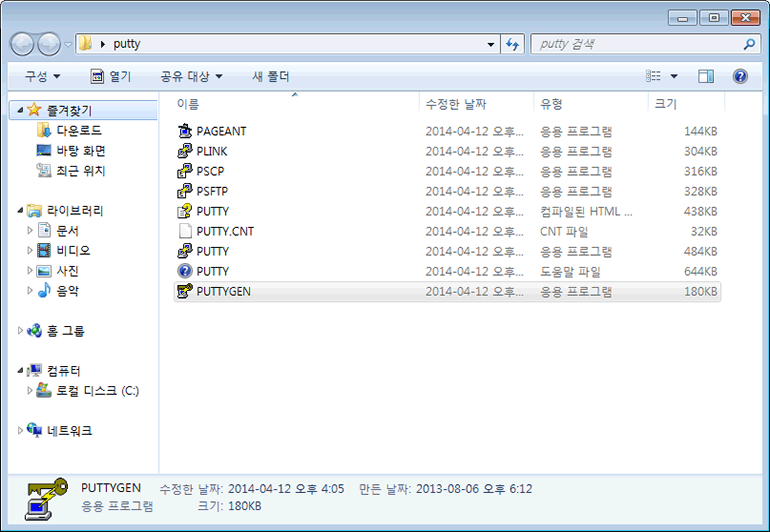 putty
putty 검색
구성 열기 공유 대상 새 폴더
즐겨찾기
다운로드
바탕 화면
최근 위치
라이브러리
문서
비디오
사진
음악
홈 그룹
컴퓨터
로컬 디스크 (C:)
네트워크
이름 수정한 날짜 유형 크기
PAGEANT 2014-04-12 오후... 응용 프로그램 144KB
PLINK 2014-04-12 오후... 응용 프로그램 304KB
PSCP 2014-04-12 오후... 응용 프로그램 316KB
PSFTP 2014-04-12 오후... 응용 프로그램 328KB
PUTTY 2014-04-12 오후... 컴파일된 HTML ... 438KB
PUTTY.CNT 2014-04-12 오후... CNT 파일 32KB
PUTTY 2014-04-12 오후... 응용 프로그램 484KB
PUTTY 2014-04-12 오후... 도움말 파일 644KB
PUTTYGEN 2014-04-12 오후... 응용 프로그램 180KB
PUTTYGEN 수정한 날짜: 2014-04-12 오후 4:05 만든 날짜: 2013-08-06 오후 6:12
응용 프로그램 크기: 180KB